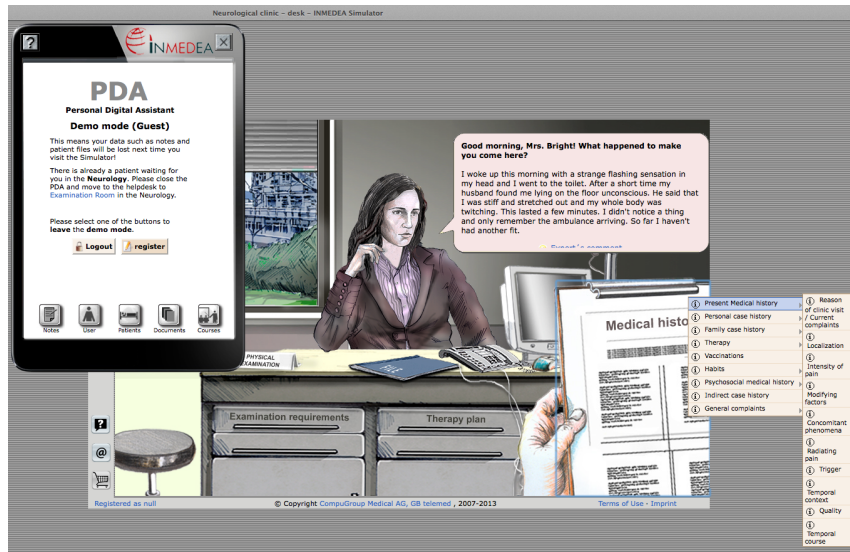 Neurological clinic – desk – INMEDEA Simulator
?
INMEDEA
X
PDA
Personal Digital Assistant
Demo mode (Guest)
This means your data such as notes and
patient files will be lost next time you
visit the Simulator!
There is already a patient waiting for
you in the Neurology. Please close the
PDA and move to the helpdesk to
Examination Room in the Neurology.
Please select one of the buttons to
leave the demo mode.
Logout
register
Notes
User
Patients
Documents
Courses
Good morning, Mrs. Bright! What happened to make
you come here?
I woke up this morning with a strange flashing sensation in
my head and I went to the toilet. After a short time my
husband found me lying on the floor unconscious. He said that
I was stiff and stretched out and my whole body was
twitching. This lasted a few minutes. I didn't notice a thing
and only remember the ambulance arriving. So far I haven't
had another fit.
Expert's comment
Medical histo
Present Medical history
Personal case history
Family case history
Therapy
Vaccinations
Habits
Psychosocial medical history
Indirect case history
General complaints
Reason
of clinic visit
/ Current
complaints
Localization
Intensity of
pain
Modifying
factors
Concomitant
phenomena
Radiating
pain
Trigger
Temporal
context
Quality
Temporal
course
PHYSICAL
EXAMINATION
FILE
Examination requirements
Therapy plan
?
@
Registered as null
© Copyright CompuGroup Medical AG, GB telemed , 2007-2013
Terms of Use - Imprint